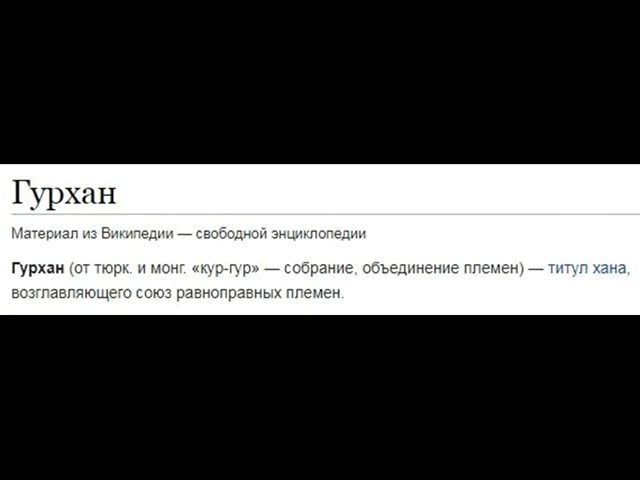 Гурхан
Материал из Википедии — свободной энциклопедии
Гурхан (от тюрк. и монг. «кур-гур» — собрание, объединение племен) — титул хана,
возглавляющего союз равноправных племен.